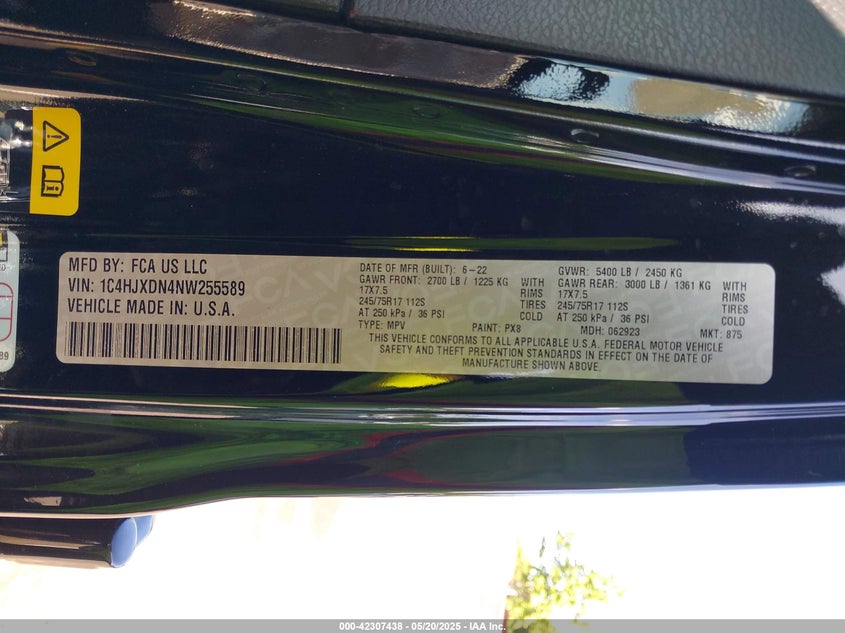 MFD BY: FCA US LLC
VIN: 1C4HJXDN4NW255589
VEHICLE MADE IN: U.S.A.
DATE OF MFR (BUILT): 6-22
GAWR FRONT: 2700 LB / 1225 KG WITH
17X7.5 RIMS
245/75R17 112S TIRES
AT 250 kPa / 36 PSI COLD
GVWR: 5400 LB / 2450 KG
GAWR REAR: 3000 LB / 1361 KG WITH
17X7.5 RIMS
245/75R17 112S TIRES
AT 250 kPa / 36 PSI COLD
TYPE: MPV PAINT: PX8 MDH: 062923 MKT: 875
THIS VEHICLE CONFORMS TO ALL APPLICABLE U.S.A. FEDERAL MOTOR VEHICLE
SAFETY AND THEFT PREVENTION STANDARDS IN EFFECT ON THE DATE OF
MANUFACTURE SHOWN ABOVE.
000-42307438 - 05/20/2025 - IAA Inc.